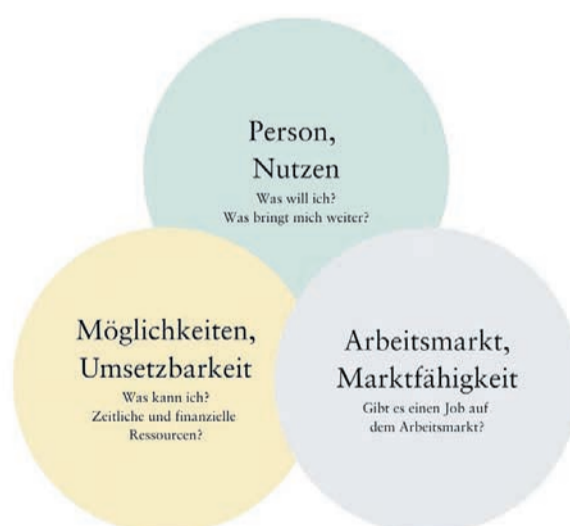 Person,
Nutzen
Was will ich?
Was bringt mich weiter?
Möglichkeiten,
Umsetzbarkeit
Was kann ich?
Zeitliche und finanzielle
Ressourcen?
Arbeitsmarkt,
Marktfähigkeit
Gibt es einen Job auf
dem Arbeitsmarkt?